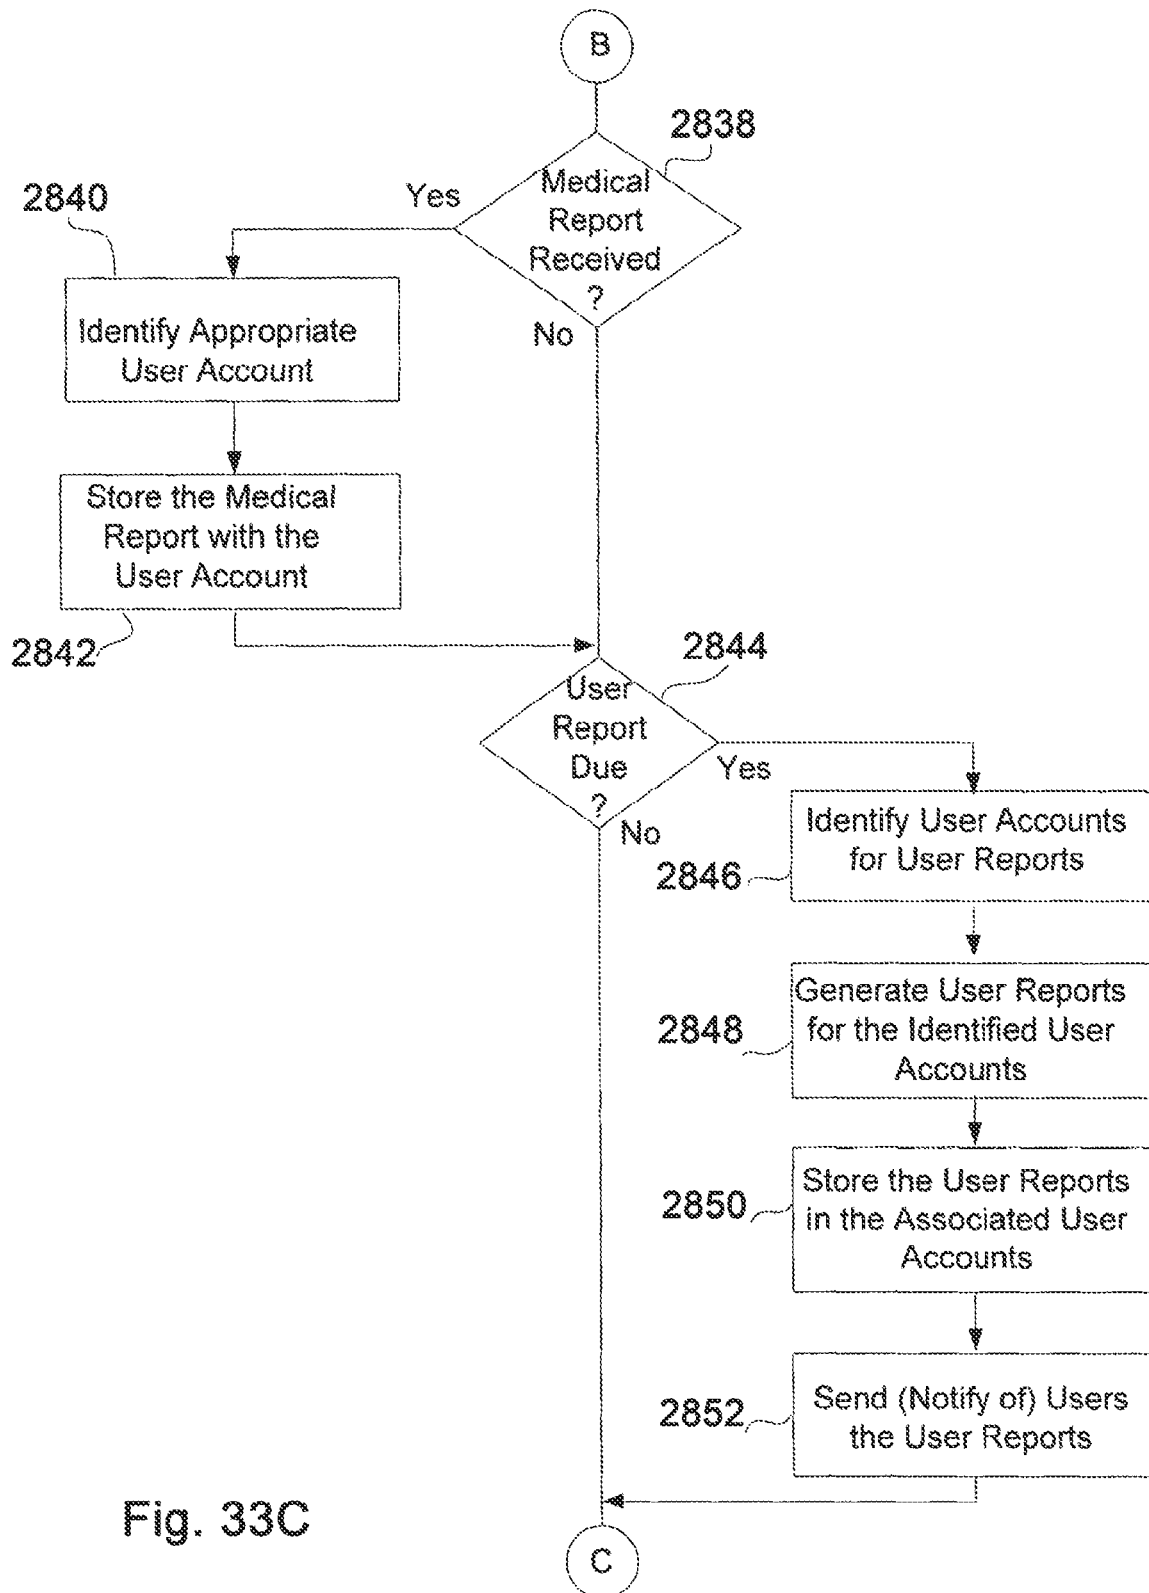 B
2838
Medical
Report
Received
?
Yes
No
2840
Identify Appropriate
User Account
Store the Medical
Report with the
User Account
2842
2844
User
Report
Due
?
Yes
No
Identify User Accounts
for User Reports
2846
Generate User Reports
for the Identified User
Accounts
2848
Store the User Reports
in the Associated User
Accounts
2850
Send (Notify of) Users
the User Reports
2852
Fig. 33C
C